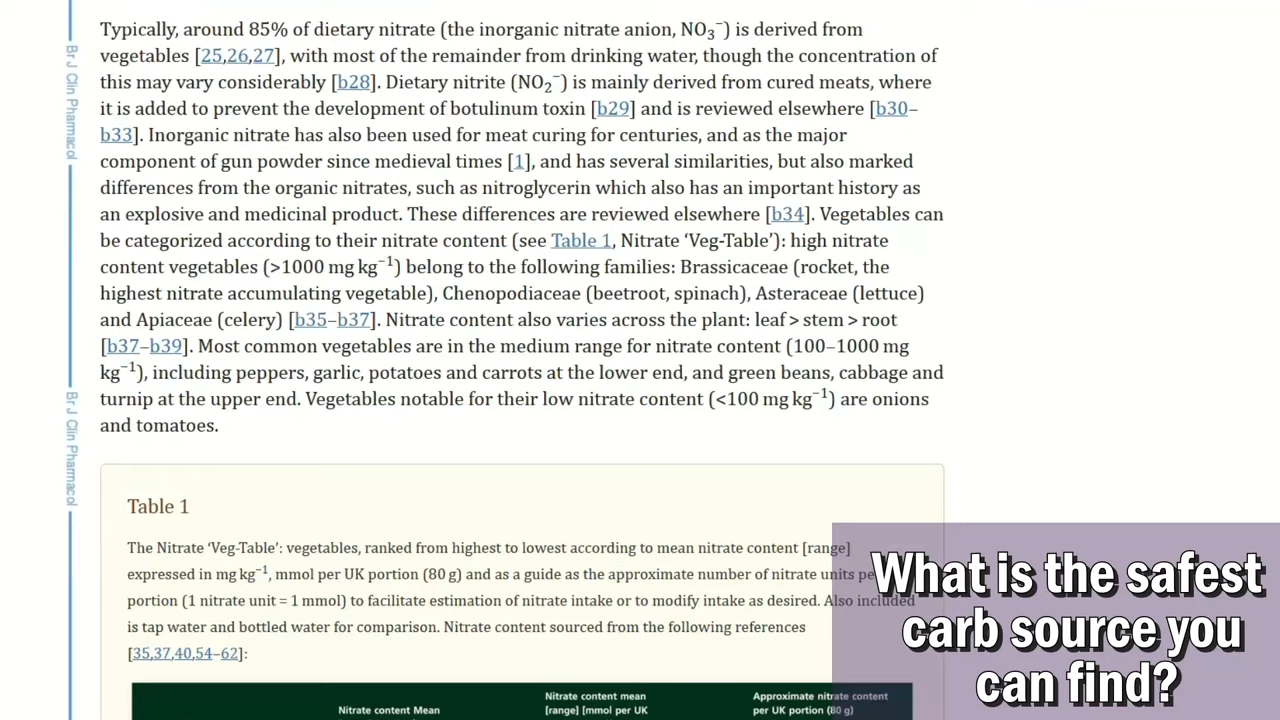 Typically, around 85% of dietary nitrate (the inorganic nitrate anion, NO₃⁻) is derived from
vegetables [25,26,27], with most of the remainder from drinking water, though the concentration of
this may vary considerably [b28]. Dietary nitrite (NO₂⁻) is mainly derived from cured meats, where
it is added to prevent the development of botulinum toxin [b29] and is reviewed elsewhere [b30–
b33]. Inorganic nitrate has also been used for meat curing for centuries, and as the major
component of gun powder since medieval times [1], and has several similarities, but also marked
differences from the organic nitrates, such as nitroglycerin which also has an important history as
an explosive and medicinal product. These differences are reviewed elsewhere [b34]. Vegetables can
be categorized according to their nitrate content (see Table 1, Nitrate ‘Veg-Table’): high nitrate
content vegetables (>1000 mg kg⁻¹) belong to the following families: Brassicaceae (rocket, the
highest nitrate accumulating vegetable), Chenopodiaceae (beetroot, spinach), Asteraceae (lettuce)
and Apiaceae (celery) [b35–b37]. Nitrate content also varies across the plant: leaf > stem > root
[b37–b39]. Most common vegetables are in the medium range for nitrate content (100–1000 mg
kg⁻¹), including peppers, garlic, potatoes and carrots at the lower end, and green beans, cabbage and
turnip at the upper end. Vegetables notable for their low nitrate content (<100 mg kg⁻¹) are onions
and tomatoes.
Br J Clin Pharmacol
Br J Clin Pharmacol
Table 1
The Nitrate ‘Veg-Table’: vegetables, ranked from highest to lowest according to mean nitrate content [range]
expressed in mg kg⁻¹, mmol per UK portion (80 g) and as a guide as the approximate number of nitrate units pe
portion (1 nitrate unit = 1 mmol) to facilitate estimation of nitrate intake or to modify intake as desired. Also included
is tap water and bottled water for comparison. Nitrate content sourced from the following references
[35,37,40,54–62]:
Nitrate content Mean
Nitrate content mean
[range] [mmol per UK
Approximate nitrate content
per UK portion (80 g)
What is the safest
carb source you
can find?